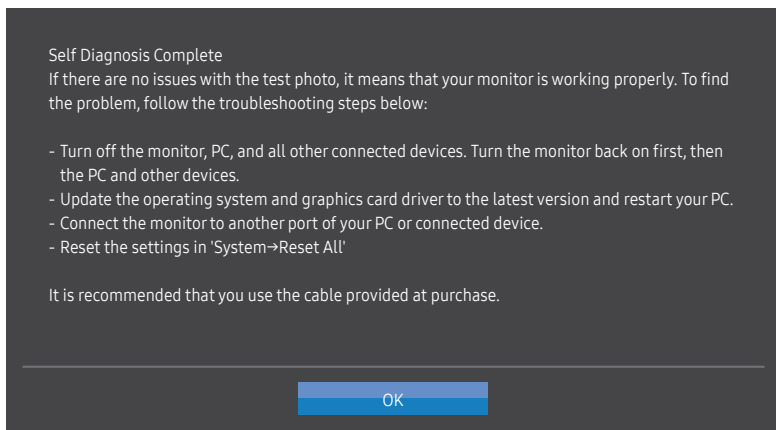 Self Diagnosis Complete
If there are no issues with the test photo, it means that your monitor is working properly. To find
the problem, follow the troubleshooting steps below:
- Turn off the monitor, PC, and all other connected devices. Turn the monitor back on first, then
the PC and other devices.
- Update the operating system and graphics card driver to the latest version and restart your PC.
- Connect the monitor to another port of your PC or connected device.
- Reset the settings in 'System→Reset All'
It is recommended that you use the cable provided at purchase.
OK